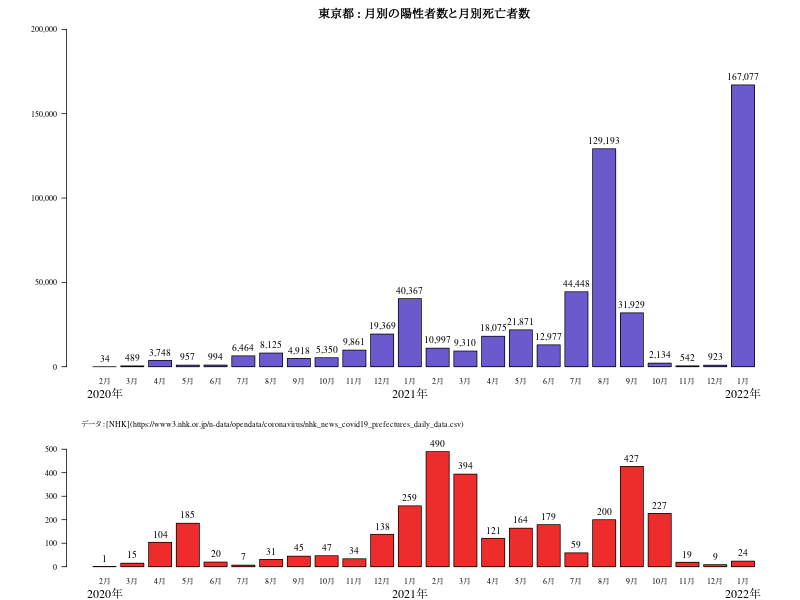 東京都 : 月別の陽性者数と月別死亡者数
200,000
150,000
100,000
50,000
0
34 489 3,748 957 994 6,464 8,125 4,918 5,350 9,861 19,369 40,367 10,997 9,310 18,075 21,871 12,977 44,448 129,193 31,929 2,134 542 923 167,077
2月 3月 4月 5月 6月 7月 8月 9月 10月 11月 12月 1月 2月 3月 4月 5月 6月 7月 8月 9月 10月 11月 12月 1月
2020年 2021年 2022年
データ : [NHK](https://www3.nhk.or.jp/n-data/opendata/coronavirus/nhk_news_covid19_prefectures_daily_data.csv)
500
400
300
200
100
0
1 15 104 185 20 7 31 45 47 34 138 259 490 394 121 164 179 59 200 427 227 19 9 24
2月 3月 4月 5月 6月 7月 8月 9月 10月 11月 12月 1月 2月 3月 4月 5月 6月 7月 8月 9月 10月 11月 12月 1月
2020年 2021年 2022年